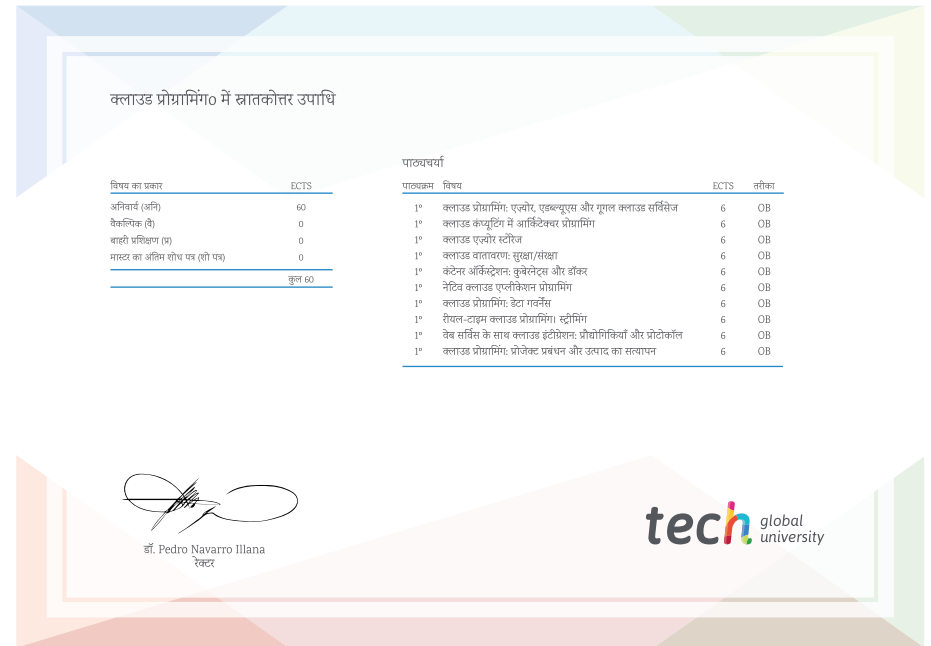 क्लाउड प्रोग्रामिंग० में स्नातकोत्तर उपाधि
विषय का प्रकार ECTS
अनिवार्य (अनि) 60
वैकल्पिक (वै) 0
बाहरी प्रशिक्षण (प्र) 0
मास्टर का अंतिम शोध पत्र (शो पत्र) 0
कुल 60
पाठ्यचर्या
पाठ्यक्रम विषय ECTS तरीका
1º क्लाउड प्रोग्रामिंग: एज़्योर, एडब्ल्यूएस और गूगल क्लाउड सर्विसेज 6 OB
1º क्लाउड कंप्यूटिंग में आर्किटेक्चर प्रोग्रामिंग 6 OB
1º क्लाउड एज़्योर स्टोरेज 6 OB
1º क्लाउड वातावरण: सुरक्षा/संरक्षा 6 OB
1º कंटेनर ऑर्केस्ट्रेशन: कुबेरनेट्स और डॉकर 6 OB
1º नेटिव क्लाउड एप्लीकेशन प्रोग्रामिंग 6 OB
1º क्लाउड प्रोग्रामिंग: डेटा गवर्नेंस 6 OB
1º रीयल-टाइम क्लाउड प्रोग्रामिंग। स्ट्रीमिंग 6 OB
1º वेब सर्विस के साथ क्लाउड इंटीग्रेशन: प्रौद्योगिकियाँ और प्रोटोकॉल 6 OB
1º क्लाउड प्रोग्रामिंग: प्रोजेक्ट प्रबंधन और उत्पाद का सत्यापन 6 OB
डॉ. Pedro Navarro Illana
रेक्टर
tech global university